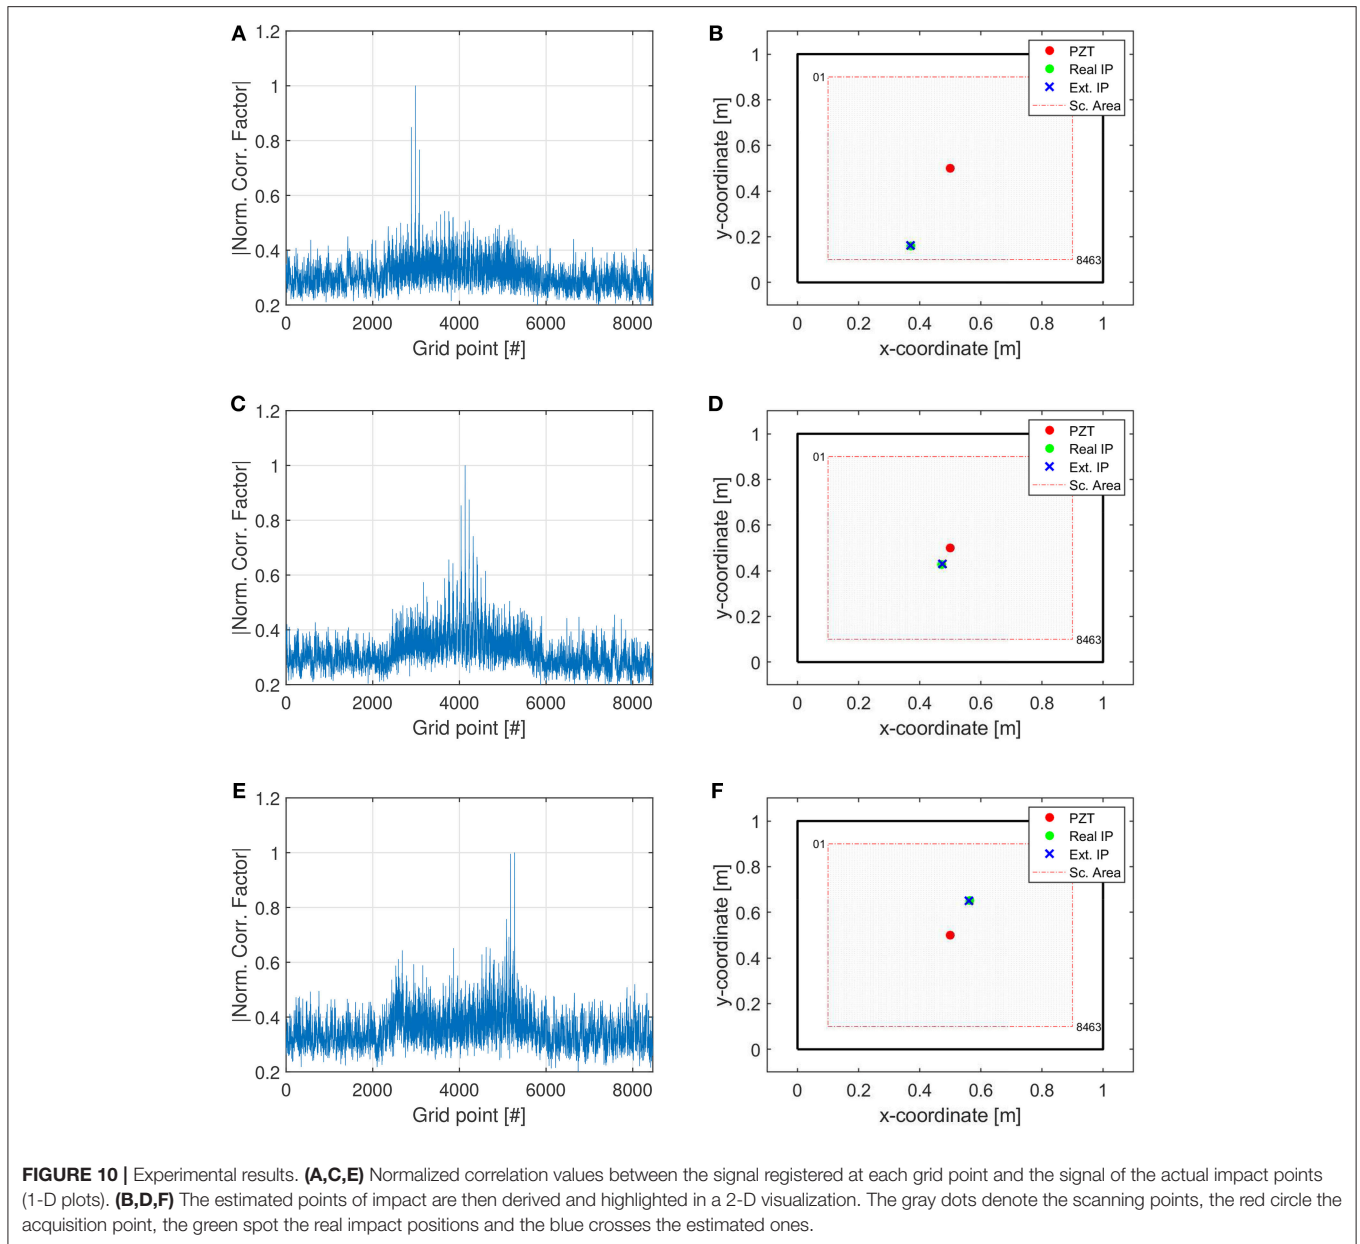 A
1.2
1
0.8
0.6
0.4
0.2
|Norm. Corr. Factor|
0 2000 4000 6000 8000
Grid point [#]
B
1
0.8
0.6
0.4
0.2
0
y-coordinate [m]
01
8463
PZT
Real IP
Ext. IP
Sc. Area
0 0.2 0.4 0.6 0.8 1
x-coordinate [m]
C
1.2
1
0.8
0.6
0.4
0.2
|Norm. Corr. Factor|
0 2000 4000 6000 8000
Grid point [#]
D
1
0.8
0.6
0.4
0.2
0
y-coordinate [m]
01
8463
PZT
Real IP
Ext. IP
Sc. Area
0 0.2 0.4 0.6 0.8 1
x-coordinate [m]
E
1.2
1
0.8
0.6
0.4
0.2
|Norm. Corr. Factor|
0 2000 4000 6000 8000
Grid point [#]
F
1
0.8
0.6
0.4
0.2
0
y-coordinate [m]
01
8463
PZT
Real IP
Ext. IP
Sc. Area
0 0.2 0.4 0.6 0.8 1
x-coordinate [m]
FIGURE 10 | Experimental results. (A,C,E) Normalized correlation values between the signal registered at each grid point and the signal of the actual impact points
(1-D plots). (B,D,F) The estimated points of impact are then derived and highlighted in a 2-D visualization. The gray dots denote the scanning points, the red circle the
acquisition point, the green spot the real impact positions and the blue crosses the estimated ones.